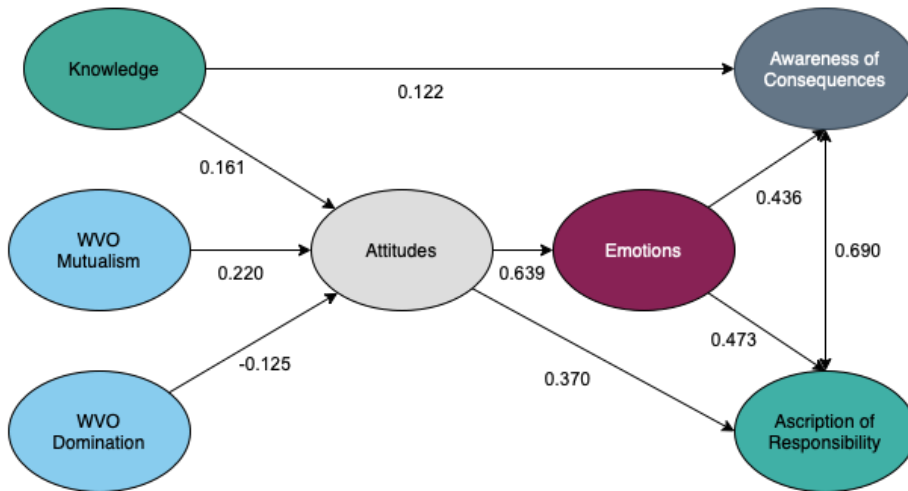 Knowledge
Awareness of
Consequences
0.122
0.161
0.436
WVO
Mutualism
0.220
Attitudes
0.639
Emotions
0.690
0.473
-0.125
0.370
WVO
Domination
Ascription of
Responsibility